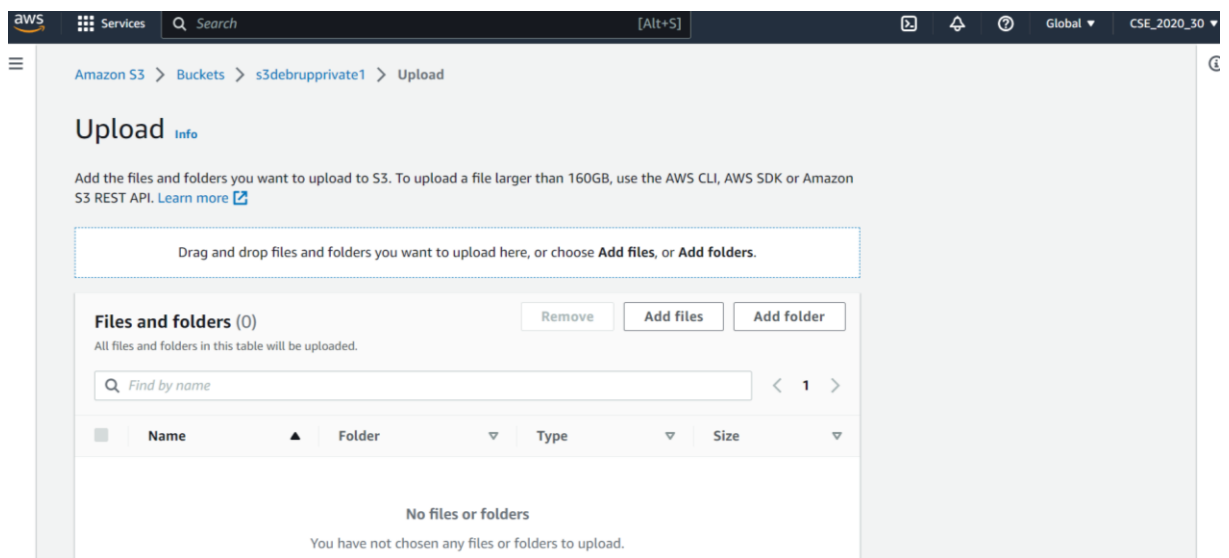 aws
Services
Search
[Alt+S]
Global
CSE_2020_30
Amazon S3 > Buckets > s3debrupprivate1 > Upload
Upload Info
Add the files and folders you want to upload to S3. To upload a file larger than 160GB, use the AWS CLI, AWS SDK or Amazon
S3 REST API. Learn more
Drag and drop files and folders you want to upload here, or choose Add files, or Add folders.
Files and folders (0)
Remove
Add files
Add folder
All files and folders in this table will be uploaded.
Find by name
< 1 >
Name
Folder
Type
Size
No files or folders
You have not chosen any files or folders to upload.